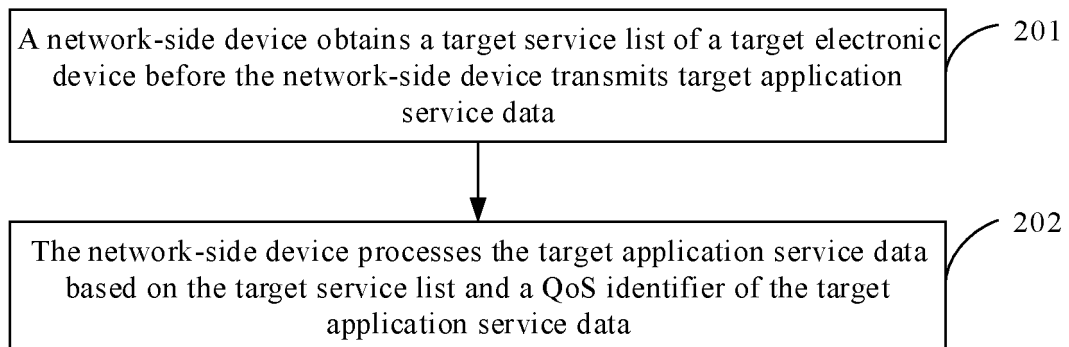 A network-side device obtains a target service list of a target electronic
device before the network-side device transmits target application
service data
201
The network-side device processes the target application service data
based on the target service list and a QoS identifier of the target
application service data
202